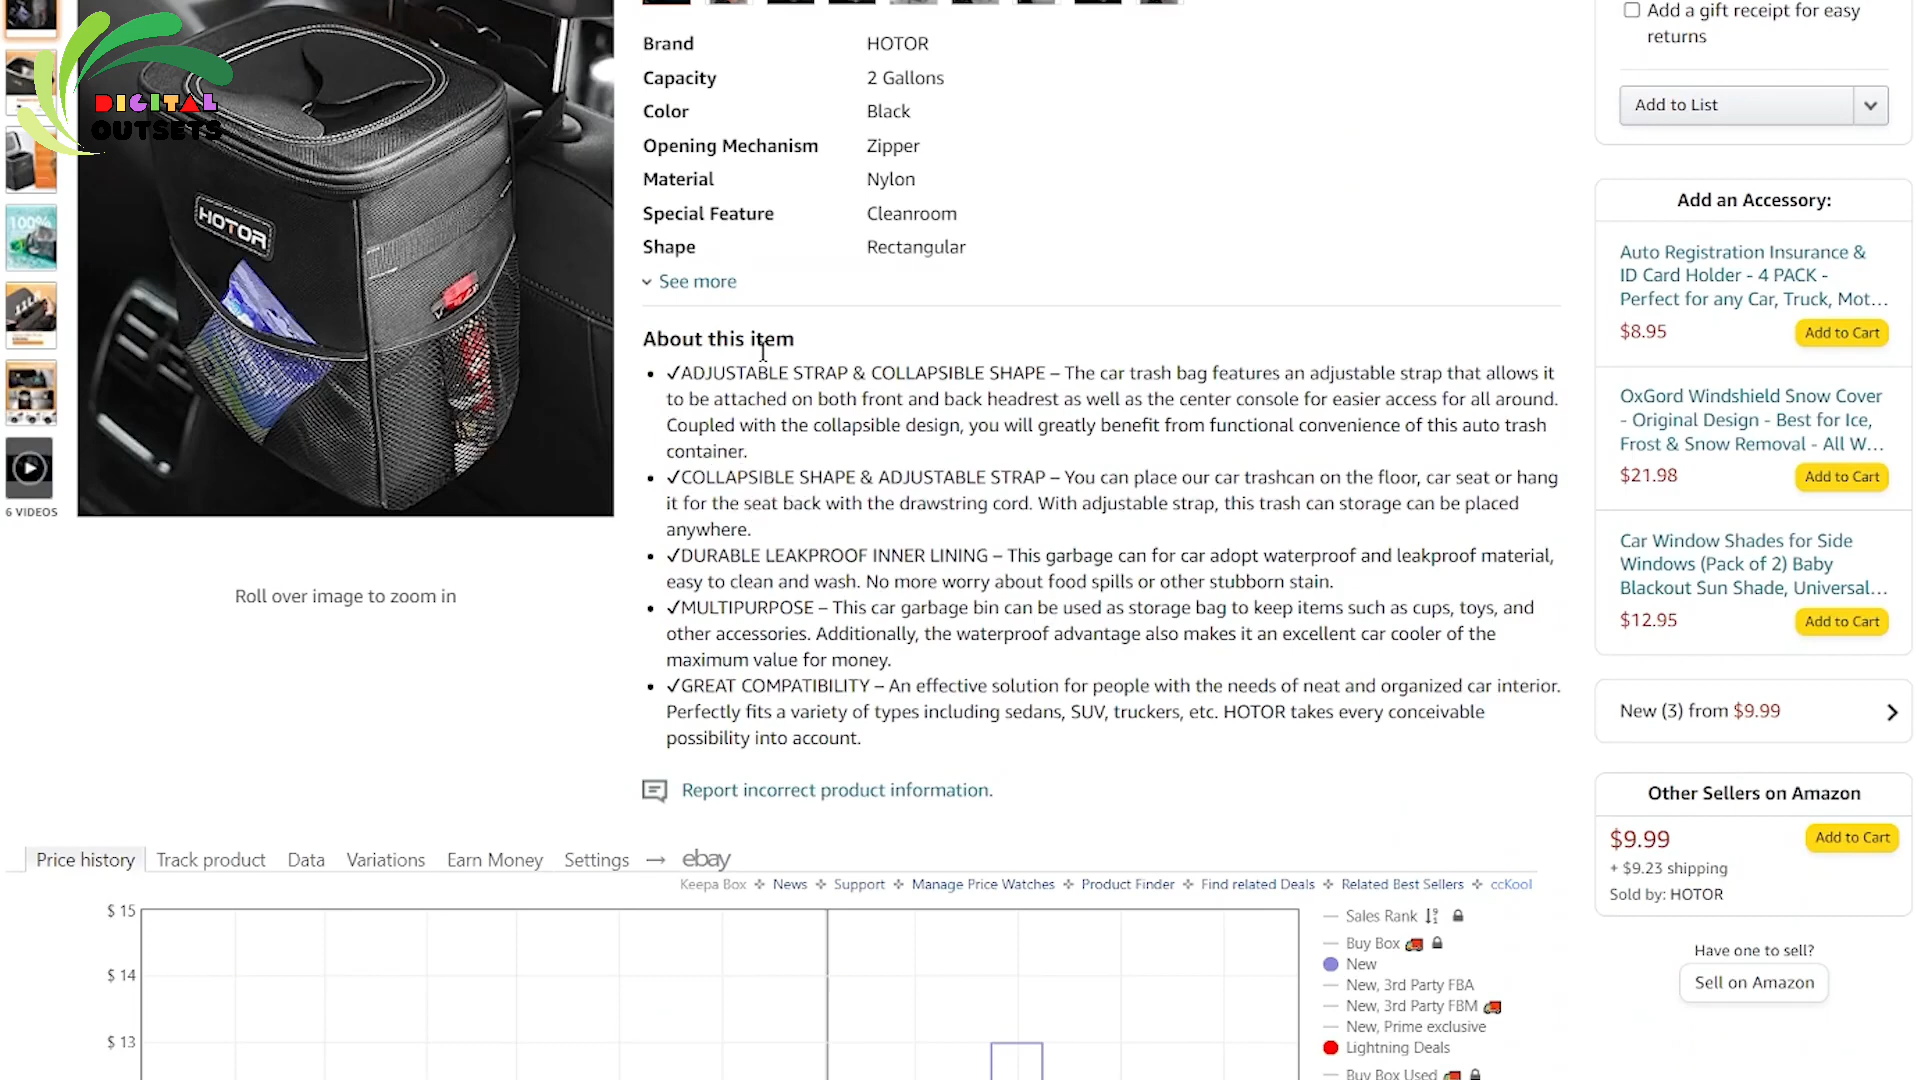 DIGITAL
OUTSETS
HOTOR
6 VIDEOS
Roll over image to zoom in
Brand HOTOR
Capacity 2 Gallons
Color Black
Opening Mechanism Zipper
Material Nylon
Special Feature Cleanroom
Shape Rectangular
See more
About this item
✓ADJUSTABLE STRAP & COLLAPSIBLE SHAPE – The car trash bag features an adjustable strap that allows it
to be attached on both front and back headrest as well as the center console for easier access for all around.
Coupled with the collapsible design, you will greatly benefit from functional convenience of this auto trash
container.
✓COLLAPSIBLE SHAPE & ADJUSTABLE STRAP – You can place our car trashcan on the floor, car seat or hang
it for the seat back with the drawstring cord. With adjustable strap, this trash can storage can be placed
anywhere.
✓DURABLE LEAKPROOF INNER LINING – This garbage can for car adopt waterproof and leakproof material,
easy to clean and wash. No more worry about food spills or other stubborn stain.
✓MULTIPURPOSE – This car garbage bin can be used as storage bag to keep items such as cups, toys, and
other accessories. Additionally, the waterproof advantage also makes it an excellent car cooler of the
maximum value for money.
✓GREAT COMPATIBILITY – An effective solution for people with the needs of neat and organized car interior.
Perfectly fits a variety of types including sedans, SUV, truckers, etc. HOTOR takes every conceivable
possibility into account.
Report incorrect product information.
Add a gift receipt for easy
returns
Add to List
Add an Accessory:
Auto Registration Insurance &
ID Card Holder - 4 PACK -
Perfect for any Car, Truck, Mot...
$8.95 Add to Cart
OxGord Windshield Snow Cover
- Original Design - Best for Ice,
Frost & Snow Removal - All W...
$21.98 Add to Cart
Car Window Shades for Side
Windows (Pack of 2) Baby
Blackout Sun Shade, Universal...
$12.95 Add to Cart
New (3) from $9.99
Other Sellers on Amazon
$9.99 Add to Cart
+ $9.23 shipping
Sold by: HOTOR
Have one to sell?
Sell on Amazon
Price history Track product Data Variations Earn Money Settings → ebay
Keepa Box News Support Manage Price Watches Product Finder Find related Deals Related Best Sellers ccKool
$ 15
$ 14
$ 13
Sales Rank
Buy Box
New
New, 3rd Party FBA
New, 3rd Party FBM
New, Prime exclusive
Lightning Deals
Buy Box Used